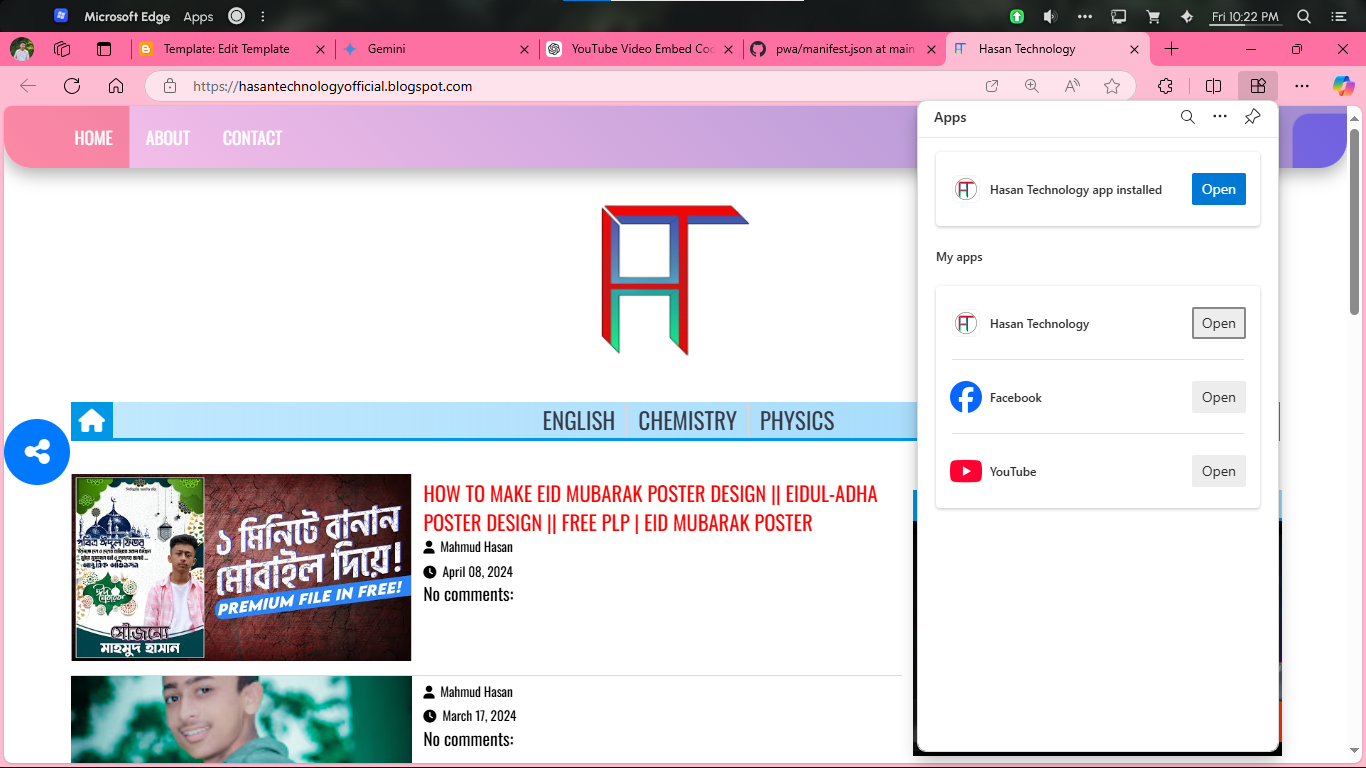 Microsoft Edge Apps
Fri 10:22 PM
Template: Edit Template
Gemini
YouTube Video Embed Coc
pwa/manifest.json at main
Hasan Technology
https://hasantechnologyofficial.blogspot.com
HOME ABOUT CONTACT
Apps
Hasan Technology app installed
Open
My apps
Hasan Technology
Open
Facebook
Open
YouTube
Open
ENGLISH CHEMISTRY PHYSICS
১ মিনিটে বানান
মোবাইল দিয়ে!
PREMIUM FILE IN FREE!
সৌজন্যে
মাহমুদ হাসান
HOW TO MAKE EID MUBARAK POSTER DESIGN || EIDUL-ADHA
POSTER DESIGN || FREE PLP | EID MUBARAK POSTER
Mahmud Hasan
April 08, 2024
No comments:
Mahmud Hasan
March 17, 2024
No comments: